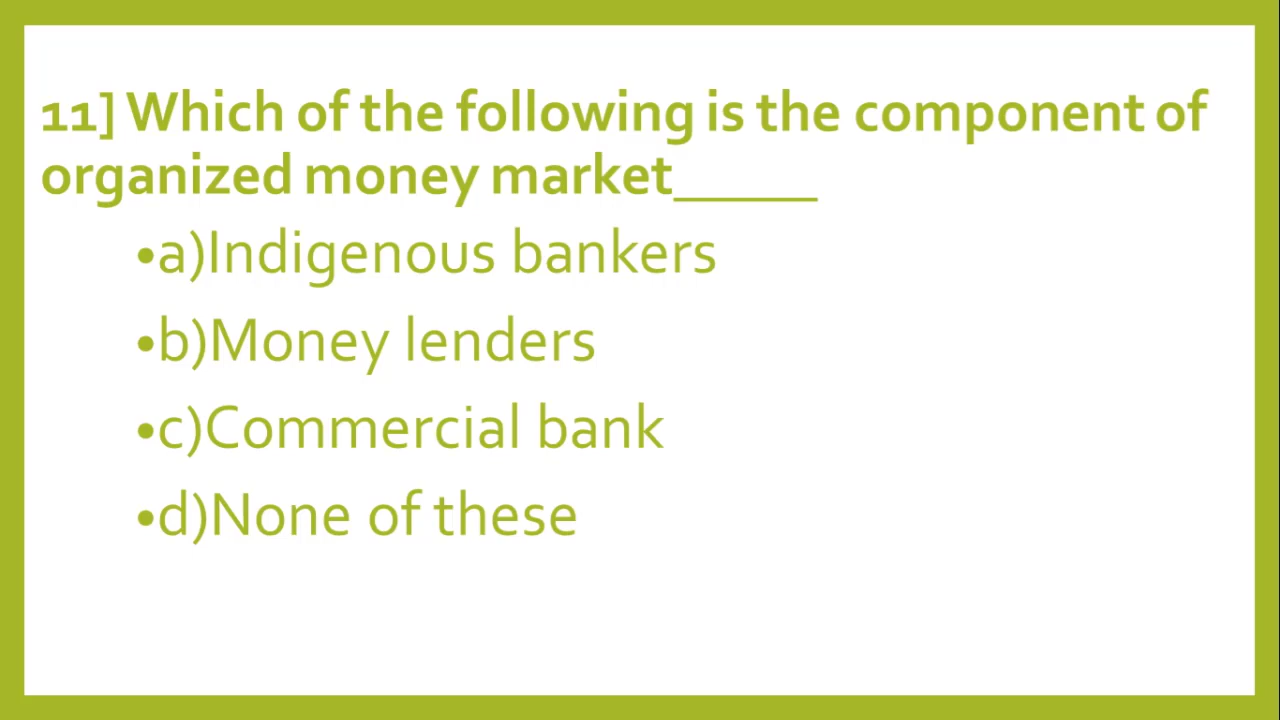 11] Which of the following is the component of
organized money market_____
•a)Indigenous bankers
•b)Money lenders
•c)Commercial bank
•d)None of these